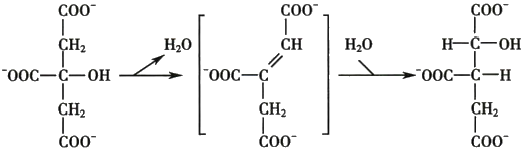 COO⁻ COO⁻ COO⁻
CH₂ H₂O CH H₂O H–C–OH
⁻OOC–C–OH ⁻OOC–C ⁻OOC–C–H
CH₂ CH₂ CH₂
COO⁻ COO⁻ COO⁻